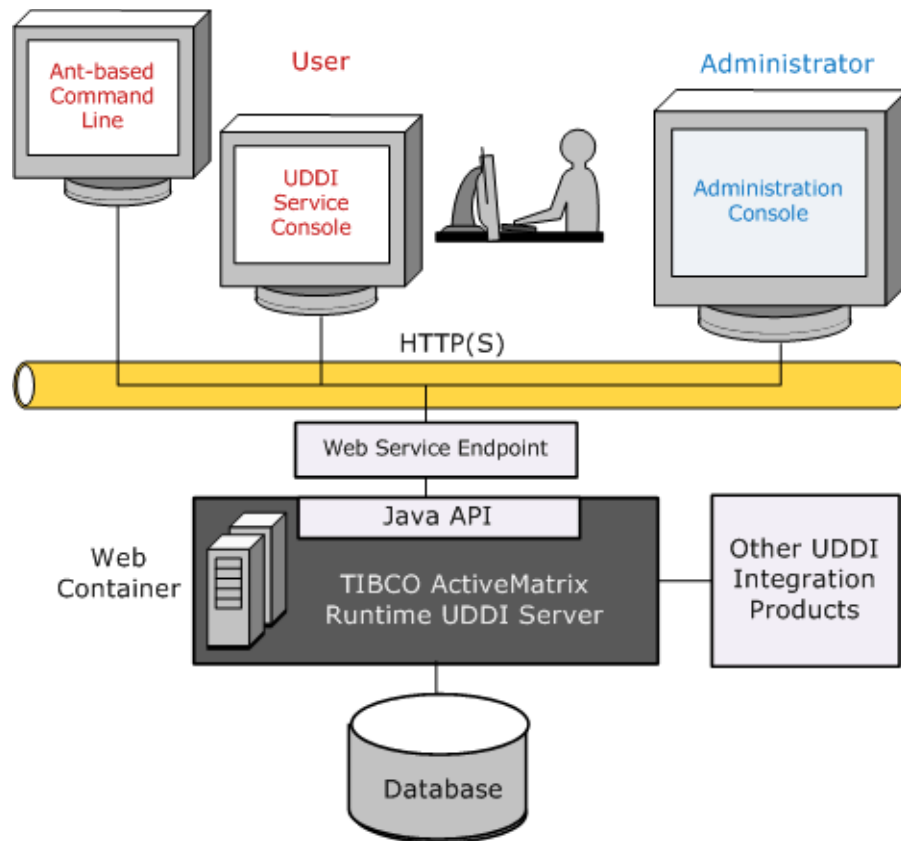 User
Administrator
Ant-based
Command
Line
UDDI
Service
Console
Administration
Console
HTTP(S)
Web Service Endpoint
Java API
Web
Container
TIBCO ActiveMatrix
Runtime UDDI Server
Other UDDI
Integration
Products
Database